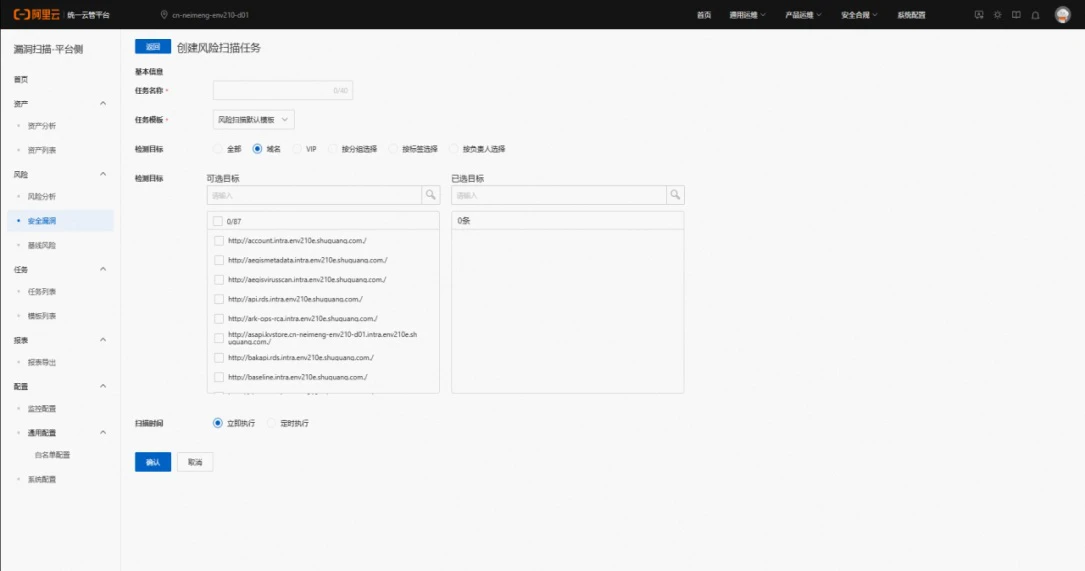 阿里云 | 统一云管平台
cn-neimeng-env210-d01
首页 通用运维 产品运维 安全合规 系统配置
漏洞扫描-平台侧
首页
资产
资产分析
资产列表
风险
风险分析
安全漏洞
基线风险
任务
任务列表
模板列表
报表
报表导出
配置
监控配置
通用配置
白名单配置
系统配置
返回 创建风险扫描任务
基本信息
任务名称 * 0/40
任务模板 * 风险扫描默认模板
检测目标 全部 域名 VIP 按分组选择 按标签选择 按负责人选择
检测目标 可选目标 已选目标
请输入 请输入
0/87 0条
http://account.intra.env210e.shuguang.com./
http://aegismetadata.intra.env210e.shuguang.com./
http://aegisvirusscan.intra.env210e.shuguang.com./
http://api.rds.intra.env210e.shuguang.com./
http://ark-ops-rca.intra.env210e.shuguang.com./
http://asapi.kvstore.cn-neimeng-env210-d01.intra.env210e.sh
uguang.com./
http://bakapi.rds.intra.env210e.shuguang.com./
http://baseline.intra.env210e.shuguang.com./
扫描时间 立即执行 定时执行
确认 取消